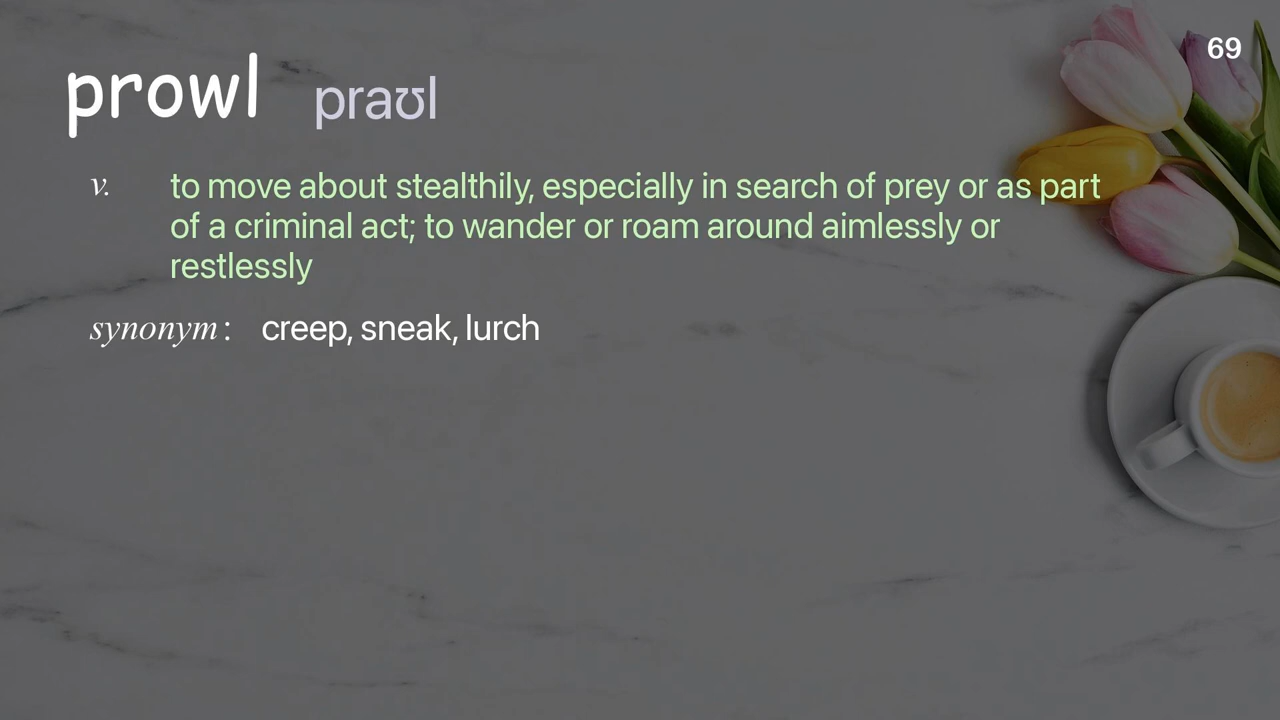 69
prowl praʊl
v. to move about stealthily, especially in search of prey or as part
of a criminal act; to wander or roam around aimlessly or
restlessly
synonym : creep, sneak, lurch